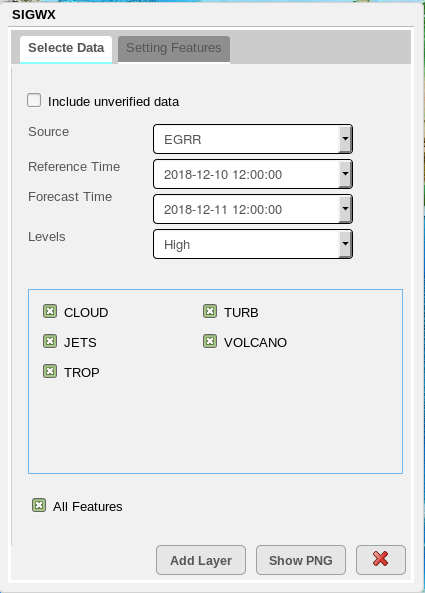 SIGWX
Selecte Data
Setting Features
Include unverified data
Source
EGRR
Reference Time
2018-12-10 12:00:00
Forecast Time
2018-12-11 12:00:00
Levels
High
CLOUD
TURB
JETS
VOLCANO
TROP
All Features
Add Layer
Show PNG